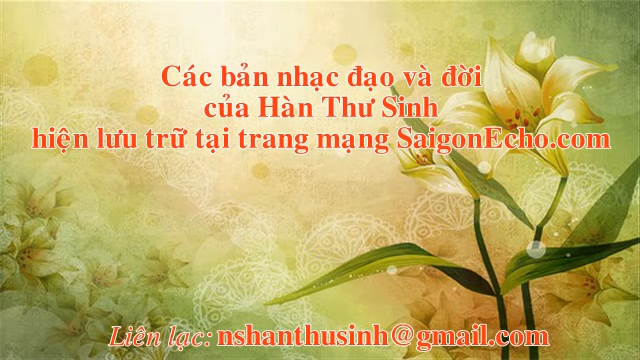 Các bản nhạc đạo và đời
của Hàn Thư Sinh
hiện lưu trữ tại trang mạng SaigonEcho.com
Liên lạc: nshanthusinh@gmail.com